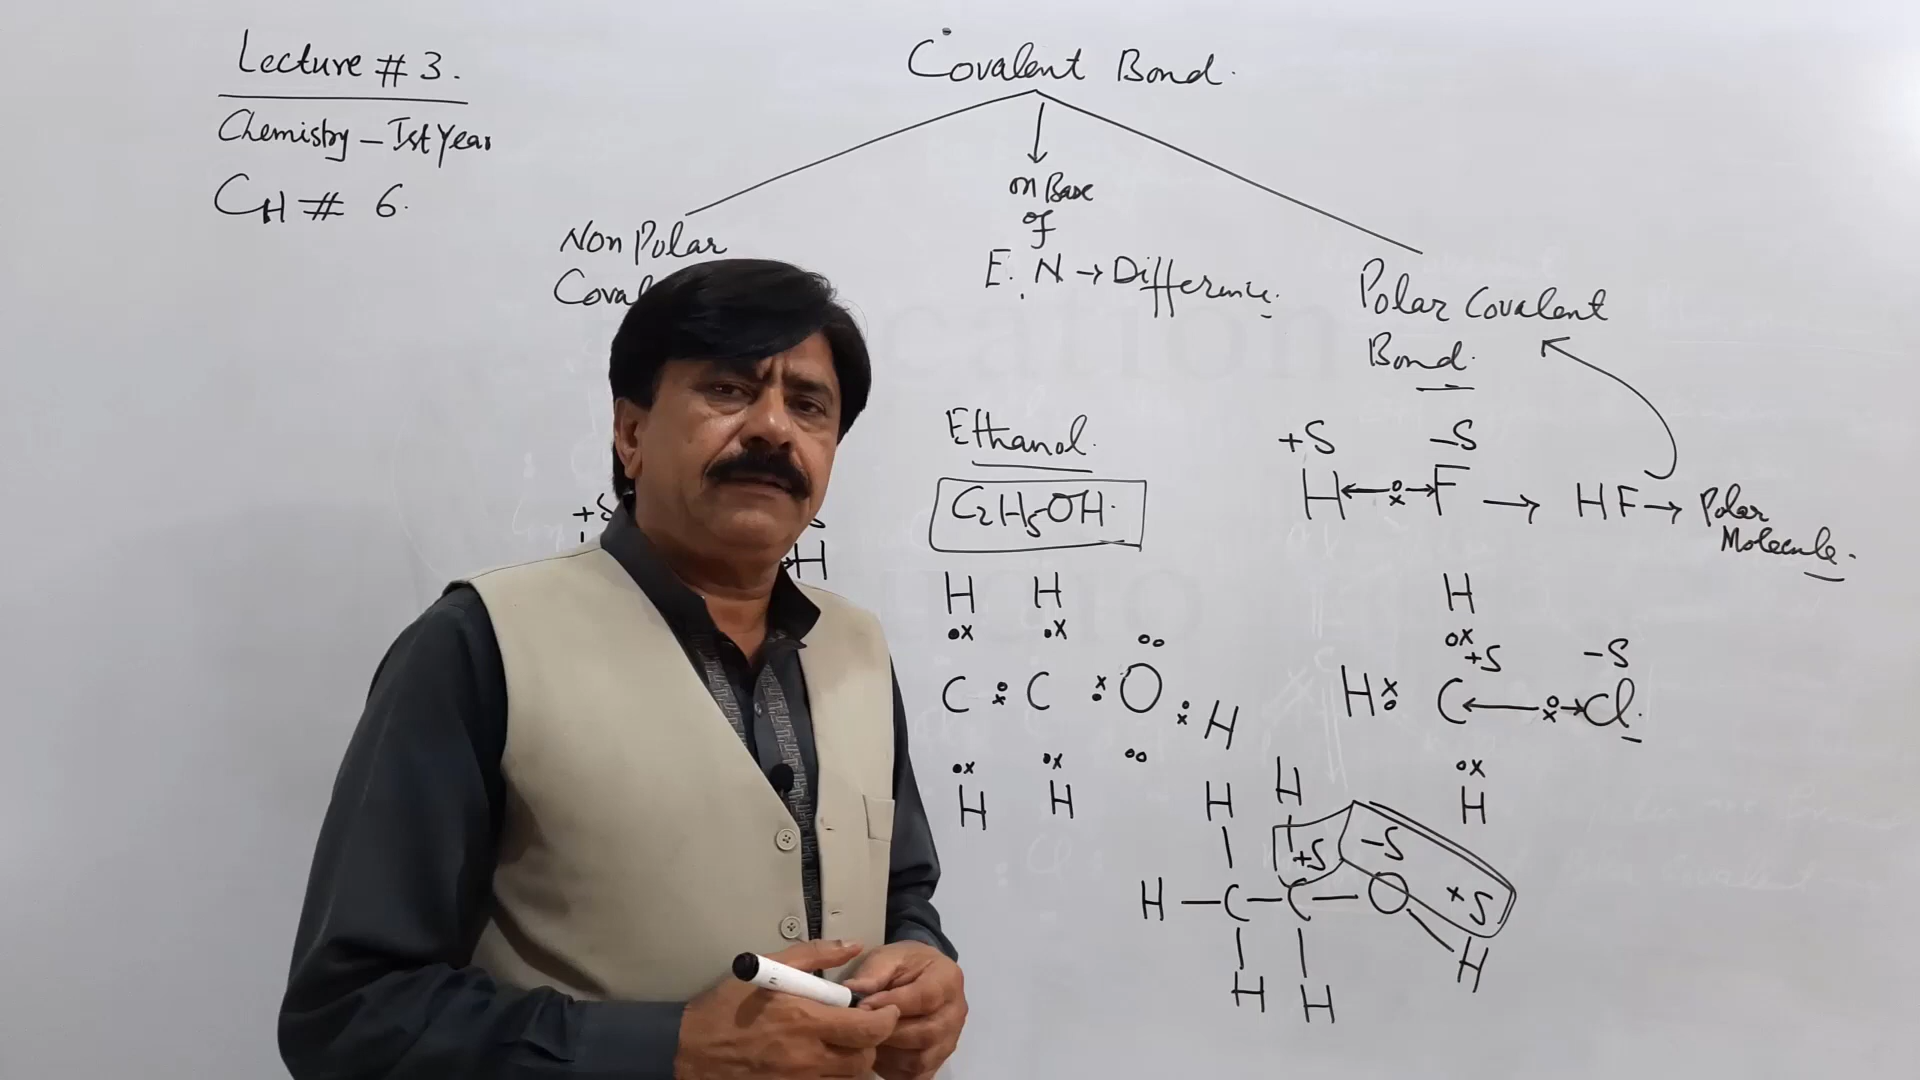 Lecture # 3.
Chemistry - Ist Year
CH # 6.
Covalent Bond.
on Base
of
E. N → Difference.
Non Polar
Coval
Polar Covalent
Bond.
Ethanol.
C2H5OH.
+S -S
H ←→ F → HF → Polar
Molecule.
+S S
H
H H
C C O H
H H
H
+S -S
H C ←→ Cl.
H
H H
+S -S +S
H - C - C - O
H
H H